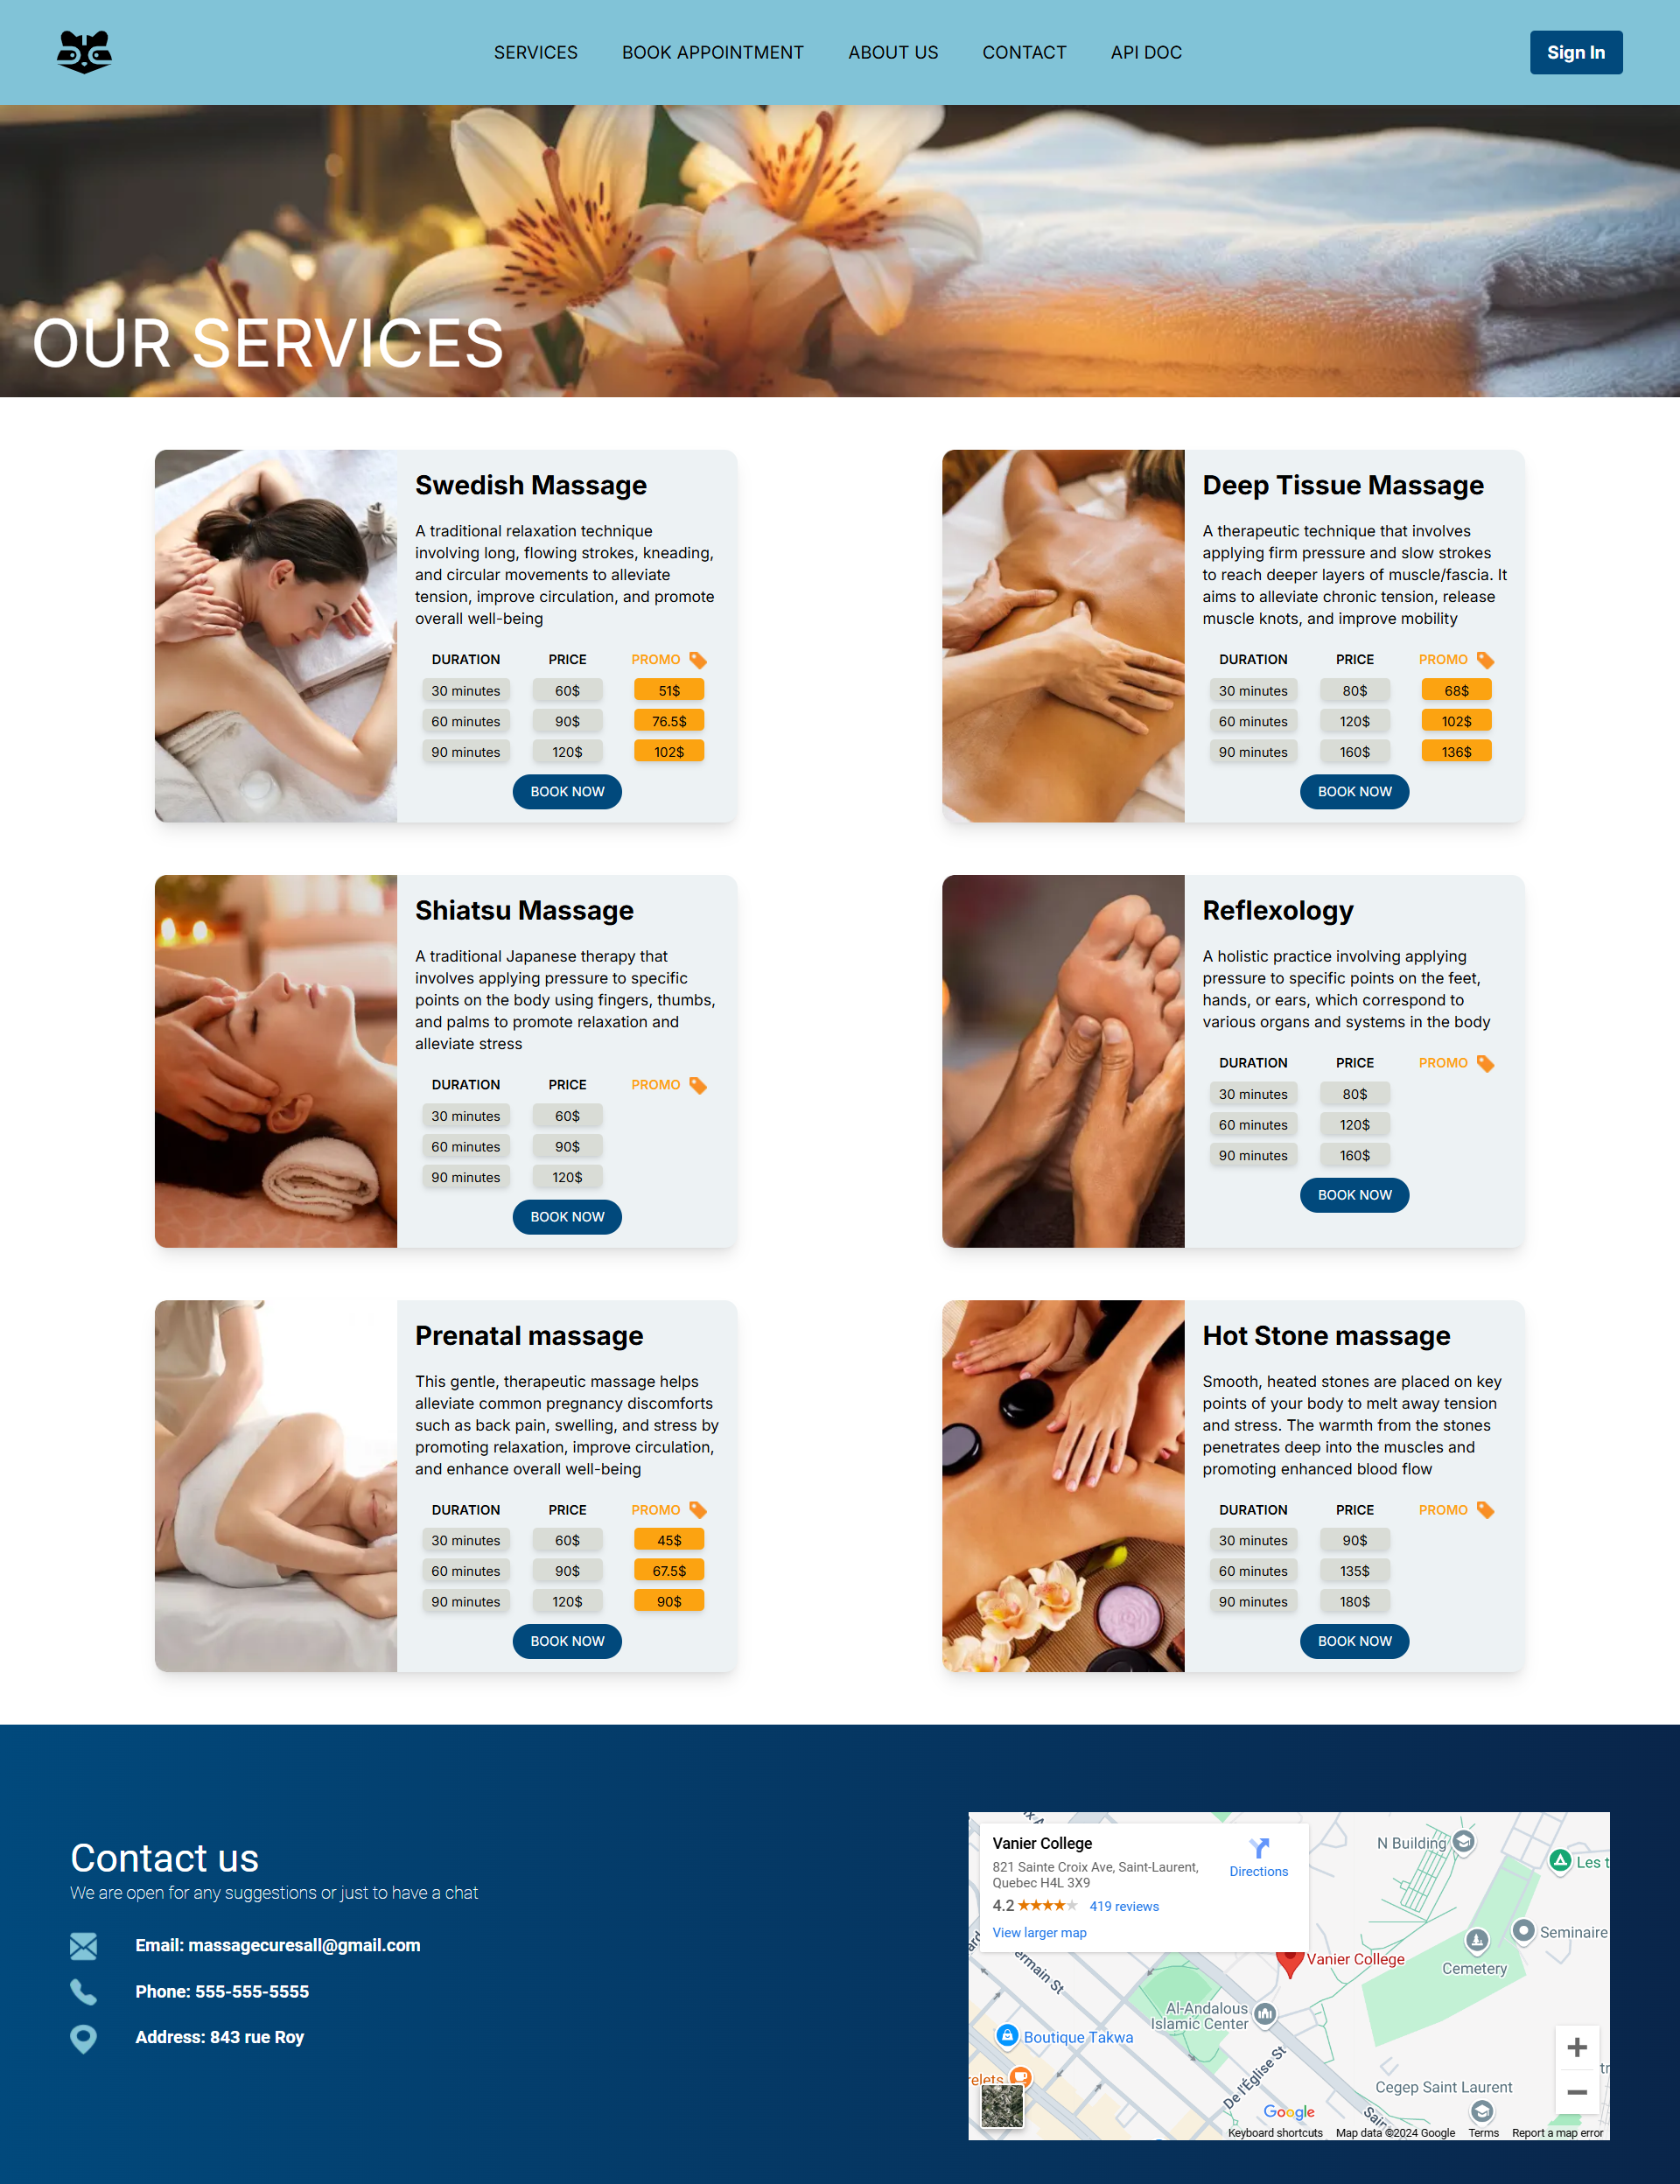 SERVICES BOOK APPOINTMENT ABOUT US CONTACT API DOC Sign In
OUR SERVICES
Swedish Massage
A traditional relaxation technique
involving long, flowing strokes, kneading,
and circular movements to alleviate
tension, improve circulation, and promote
overall well-being
DURATION PRICE PROMO
30 minutes 60$ 51$
60 minutes 90$ 76.5$
90 minutes 120$ 102$
BOOK NOW
Deep Tissue Massage
A therapeutic technique that involves
applying firm pressure and slow strokes
to reach deeper layers of muscle/fascia. It
aims to alleviate chronic tension, release
muscle knots, and improve mobility
DURATION PRICE PROMO
30 minutes 80$ 68$
60 minutes 120$ 102$
90 minutes 160$ 136$
BOOK NOW
Shiatsu Massage
A traditional Japanese therapy that
involves applying pressure to specific
points on the body using fingers, thumbs,
and palms to promote relaxation and
alleviate stress
DURATION PRICE PROMO
30 minutes 60$
60 minutes 90$
90 minutes 120$
BOOK NOW
Reflexology
A holistic practice involving applying
pressure to specific points on the feet,
hands, or ears, which correspond to
various organs and systems in the body
DURATION PRICE PROMO
30 minutes 80$
60 minutes 120$
90 minutes 160$
BOOK NOW
Prenatal massage
This gentle, therapeutic massage helps
alleviate common pregnancy discomforts
such as back pain, swelling, and stress by
promoting relaxation, improve circulation,
and enhance overall well-being
DURATION PRICE PROMO
30 minutes 60$ 45$
60 minutes 90$ 67.5$
90 minutes 120$ 90$
BOOK NOW
Hot Stone massage
Smooth, heated stones are placed on key
points of your body to melt away tension
and stress. The warmth from the stones
penetrates deep into the muscles and
promoting enhanced blood flow
DURATION PRICE PROMO
30 minutes 90$
60 minutes 135$
90 minutes 180$
BOOK NOW
Contact us
We are open for any suggestions or just to have a chat
Email: massagecuresall@gmail.com
Phone: 555-555-5555
Address: 843 rue Roy
Vanier College
821 Sainte Croix Ave, Saint-Laurent,
Quebec H4L 3X9
4.2 419 reviews
View larger map
Directions
N Building
Les t
Seminaire
Cemetery
Vanier College
ermain St
Al-Andalous
Islamic Center
Boutique Takwa
relets
De l'Église St
Cegep Saint Laurent
Sain
Google
Keyboard shortcuts Map data ©2024 Google Terms Report a map error